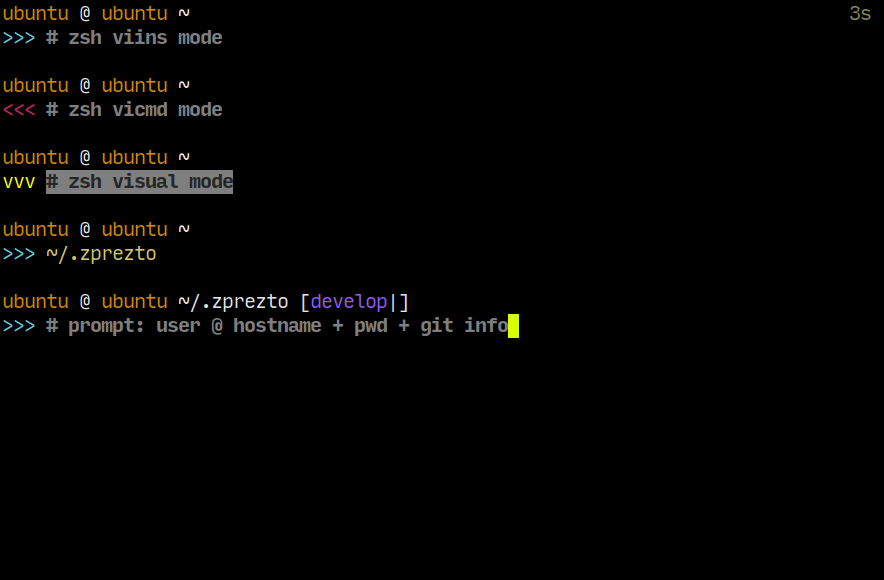 ubuntu @ ubuntu ~ 3s
>>> # zsh viins mode
ubuntu @ ubuntu ~
<<< # zsh vicmd mode
ubuntu @ ubuntu ~
vvv # zsh visual mode
ubuntu @ ubuntu ~
>>> ~/.zprezto
ubuntu @ ubuntu ~/.zprezto [develop|]
>>> # prompt: user @ hostname + pwd + git info